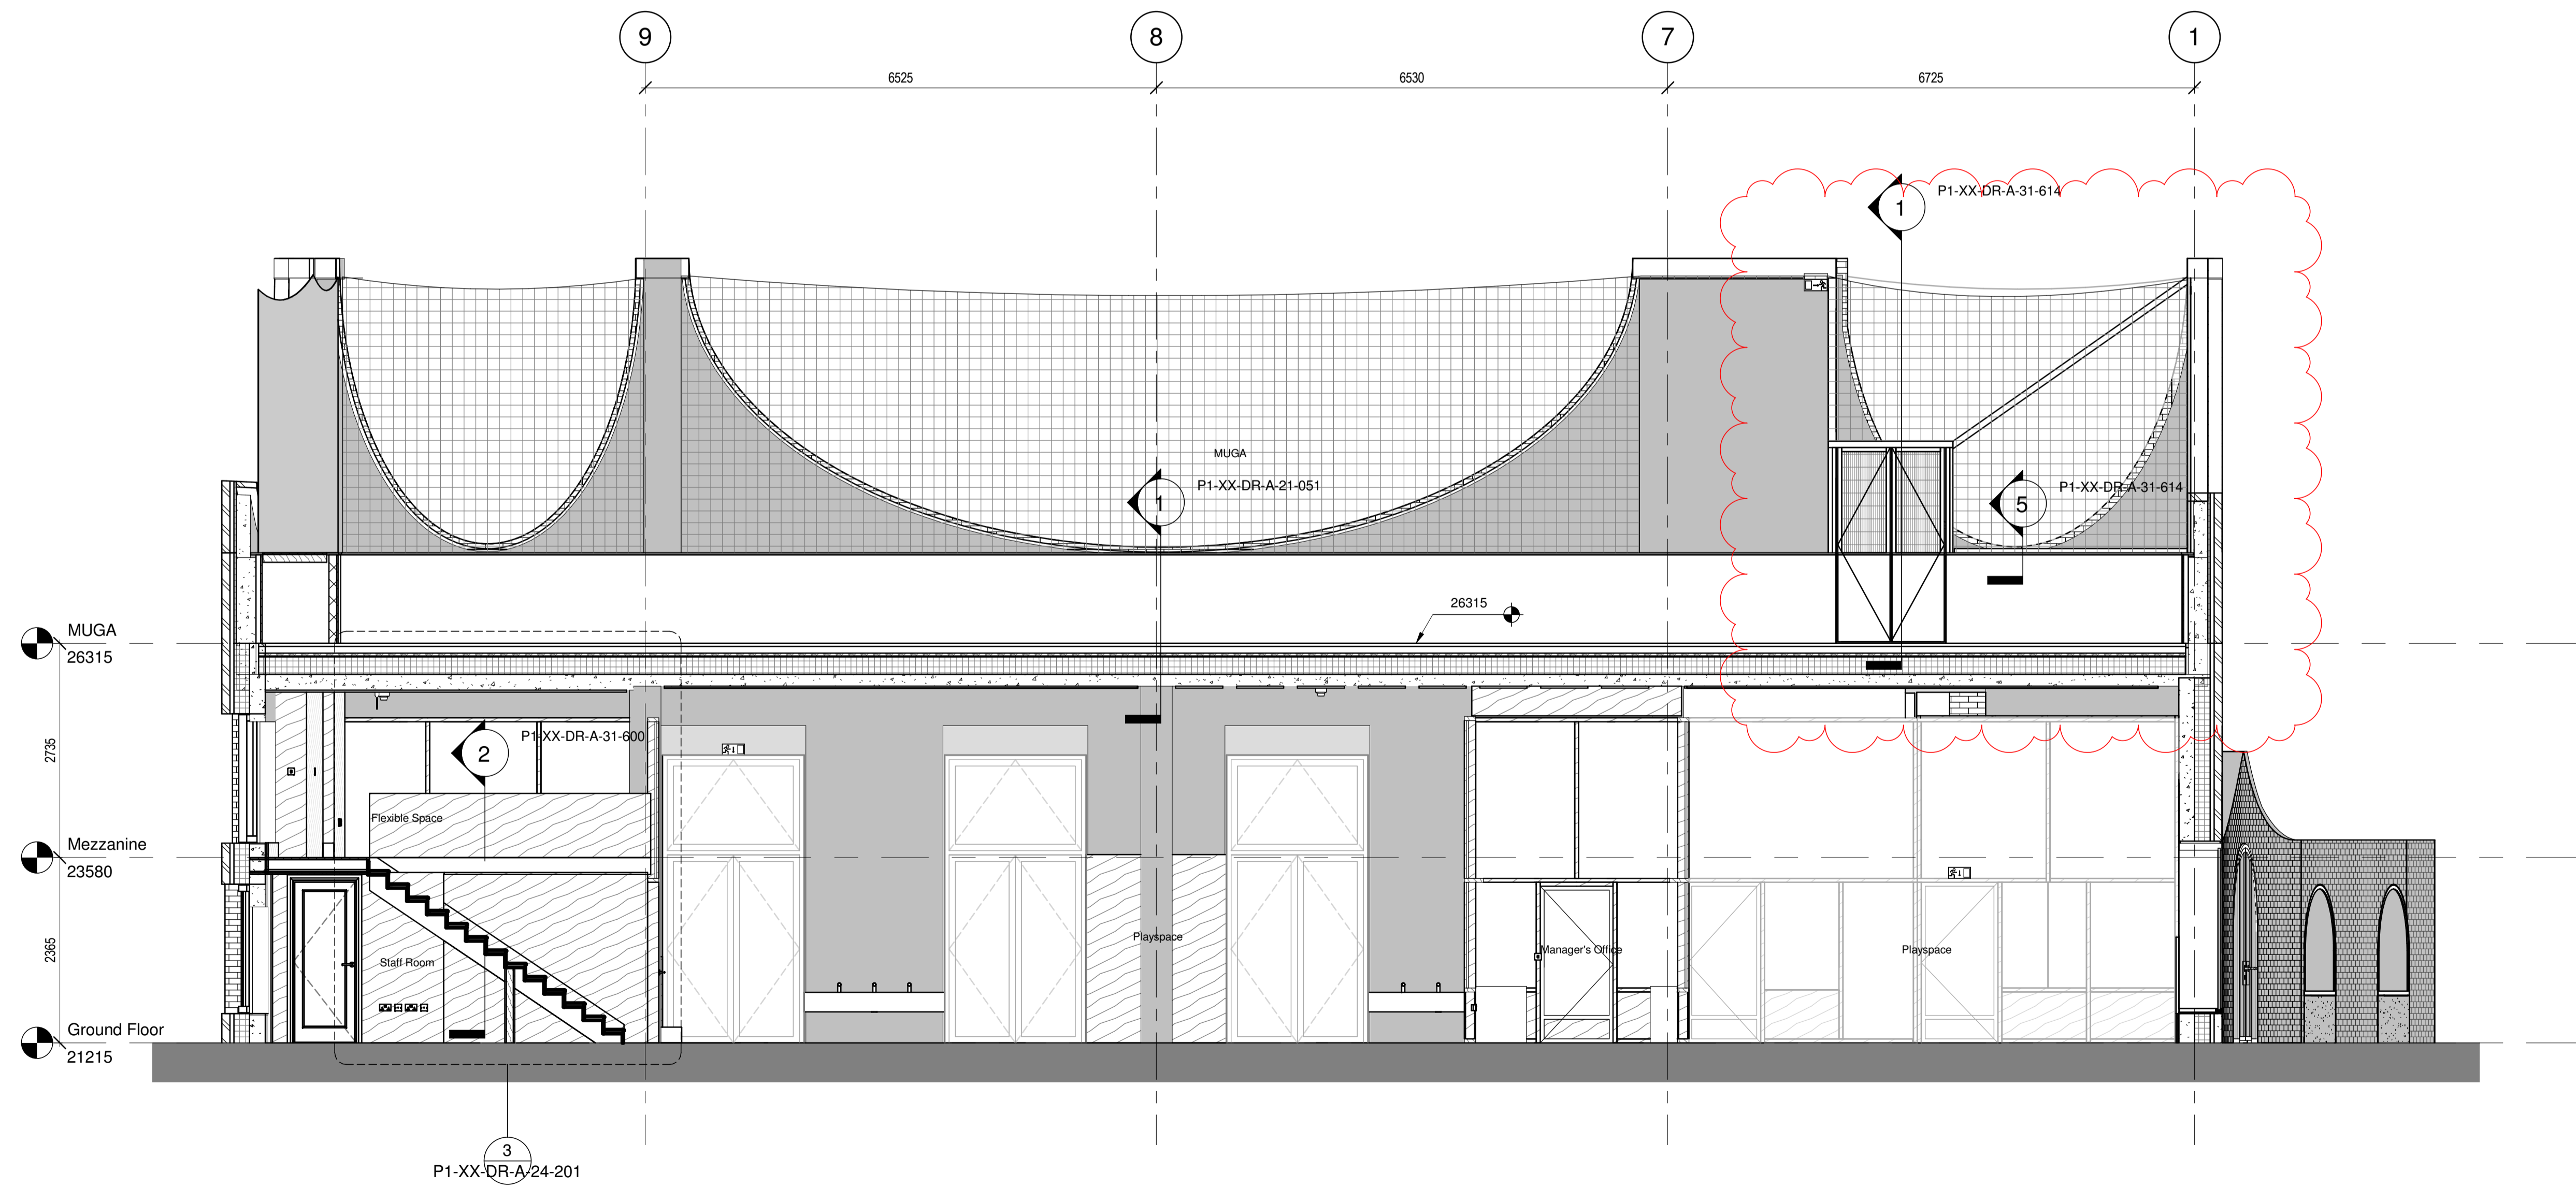 9
8
7
1
6525
6530
6725
1
P1-XX-DR-A-31-614
MUGA
1
P1-XX-DR-A-21-051
5
P1-XX-DR-A-31-614
26315
MUGA
26315
2735
2
P1-XX-DR-A-31-600
Flexible Space
Mezzanine
23580
2365
Staff Room
Playspace
Manager's Office
Playspace
Ground Floor
21215
3
P1-XX-DR-A-24-201